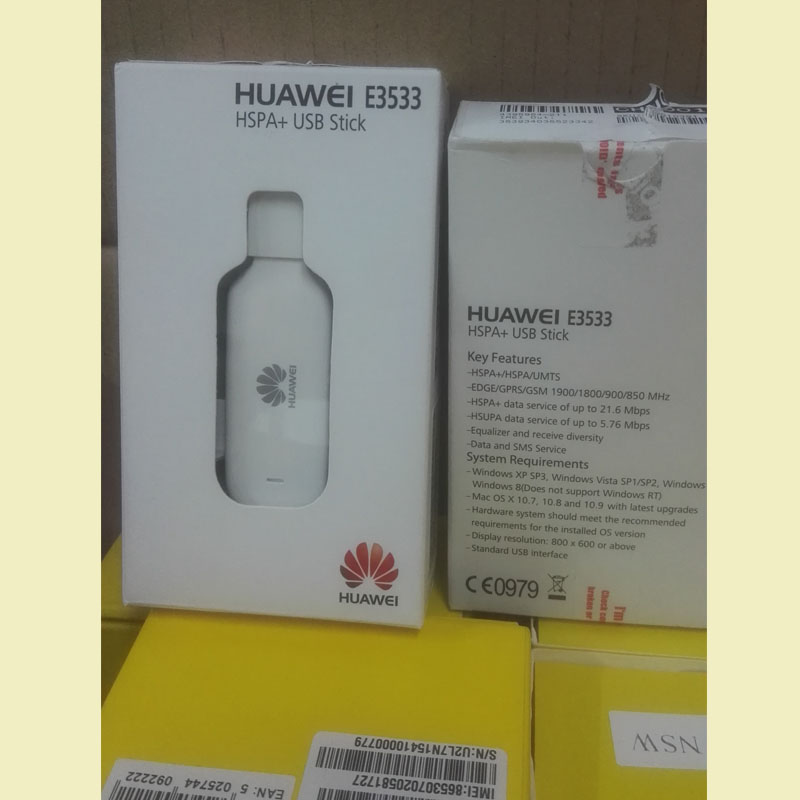 HUAWEI E3533
HSPA+ USB Stick
HUAWEI
HUAWEI
HUAWEI E3533
HSPA+ USB Stick
Key Features
-HSPA+/HSPA/UMTS
-EDGE/GPRS/GSM 1900/1800/900/850 MHz
-HSPA+ data service of up to 21.6 Mbps
-HSUPA data service of up to 5.76 Mbps
-Equalizer and receive diversity
-Data and SMS Service
System Requirements
-Windows XP SP3, Windows Vista SP1/SP2, Windows
Windows 8(Does not support Windows RT)
-Mac OS X 10.7, 10.8 and 10.9 with latest upgrades
-Hardware system should meet the recommended
requirements for the installed OS version
-Display resolution: 800 x 600 or above
-Standard USB interface
CE0979
I'm
Check
broken or
S/N:U2L7N15410000779
IMEI:865307020581727
EAN: 5 025744 092222
NSW